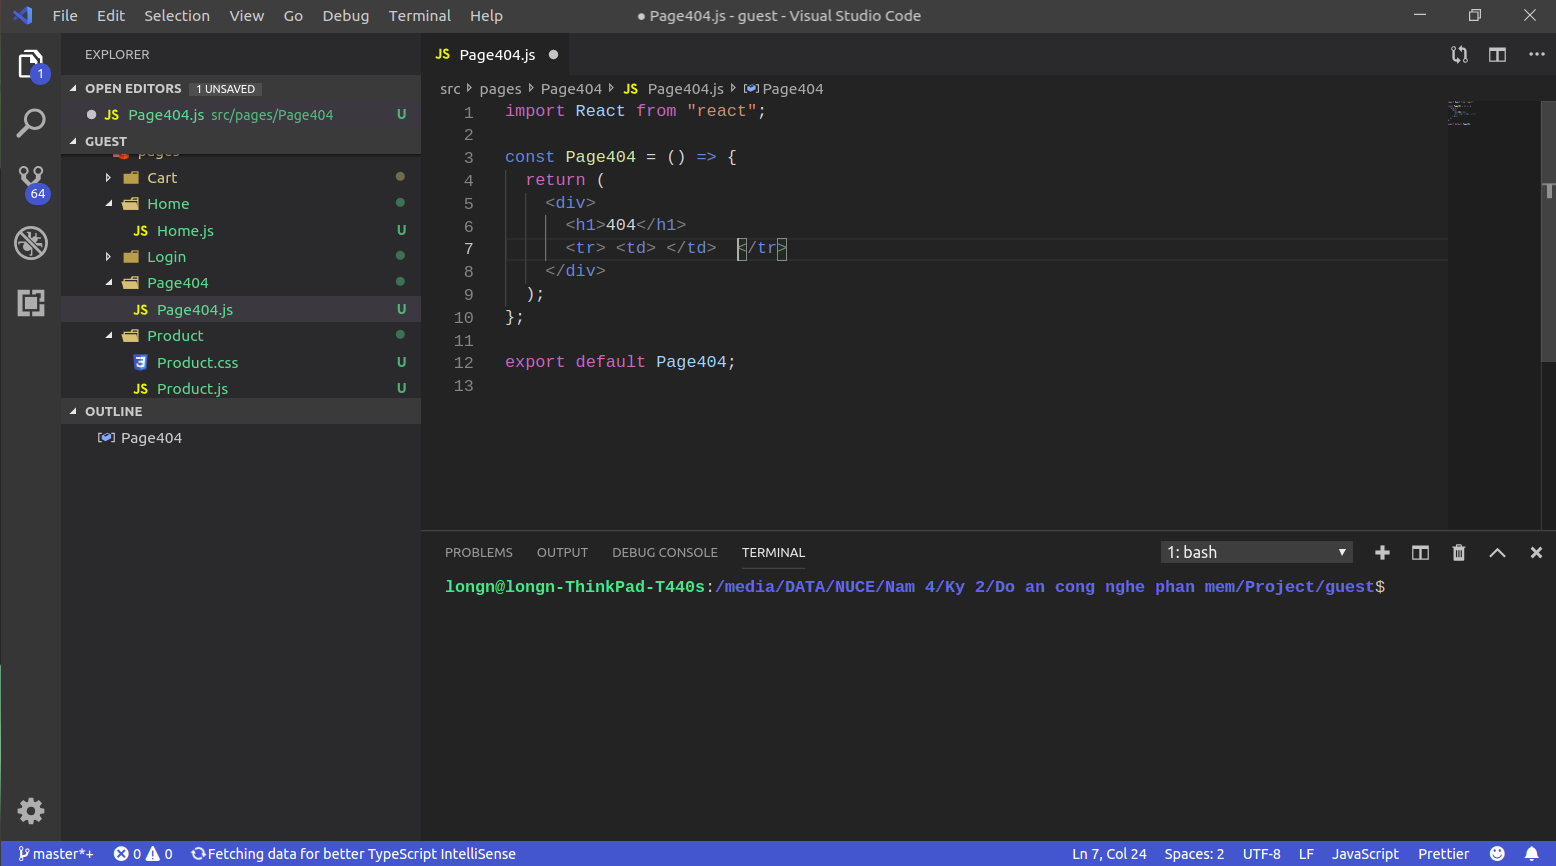 File Edit Selection View Go Debug Terminal Help ● Page404.js - guest - Visual Studio Code
EXPLORER
OPEN EDITORS 1 UNSAVED
JS Page404.js src/pages/Page404 U
GUEST
pages
Cart
Home
JS Home.js U
Login
Page404
JS Page404.js U
Product
Product.css U
JS Product.js U
OUTLINE
Page404
1
64
JS Page404.js
src pages Page404 JS Page404.js Page404
1 import React from "react";
2
3 const Page404 = () => {
4 return (
5 <div>
6 <h1>404</h1>
7 <tr> <td> </td> </tr>
8 </div>
9 );
10 };
11
12 export default Page404;
13
PROBLEMS OUTPUT DEBUG CONSOLE TERMINAL 1: bash
longn@longn-ThinkPad-T440s:/media/DATA/NUCE/Nam 4/Ky 2/Do an cong nghe phan mem/Project/guest$
master*+ 0 0 Fetching data for better TypeScript IntelliSense Ln 7, Col 24 Spaces: 2 UTF-8 LF JavaScript Prettier